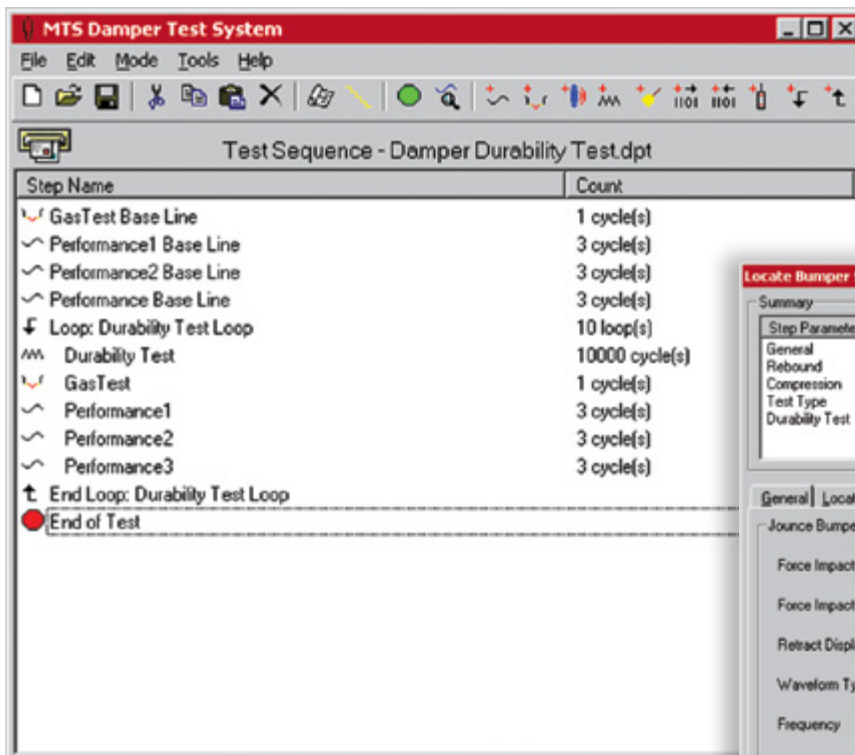 MTS Damper Test System
File Edit Mode Tools Help
Test Sequence - Damper Durability Test.dpt
Step Name Count
GasTest Base Line 1 cycle(s)
Performance1 Base Line 3 cycle(s)
Performance2 Base Line 3 cycle(s)
Performance Base Line 3 cycle(s)
Loop: Durability Test Loop 10 loop(s)
Durability Test 10000 cycle(s)
GasTest 1 cycle(s)
Performance1 3 cycle(s)
Performance2 3 cycle(s)
Performance3 3 cycle(s)
End Loop: Durability Test Loop
End of Test
Locate Bumper
Summary
Step Paramete
General
Rebound
Compression
Test Type
Durability Test
General Locat
Jounce Bumpe
Force Impact
Force Impact
Retract Displ
Waveform Ty
Frequency